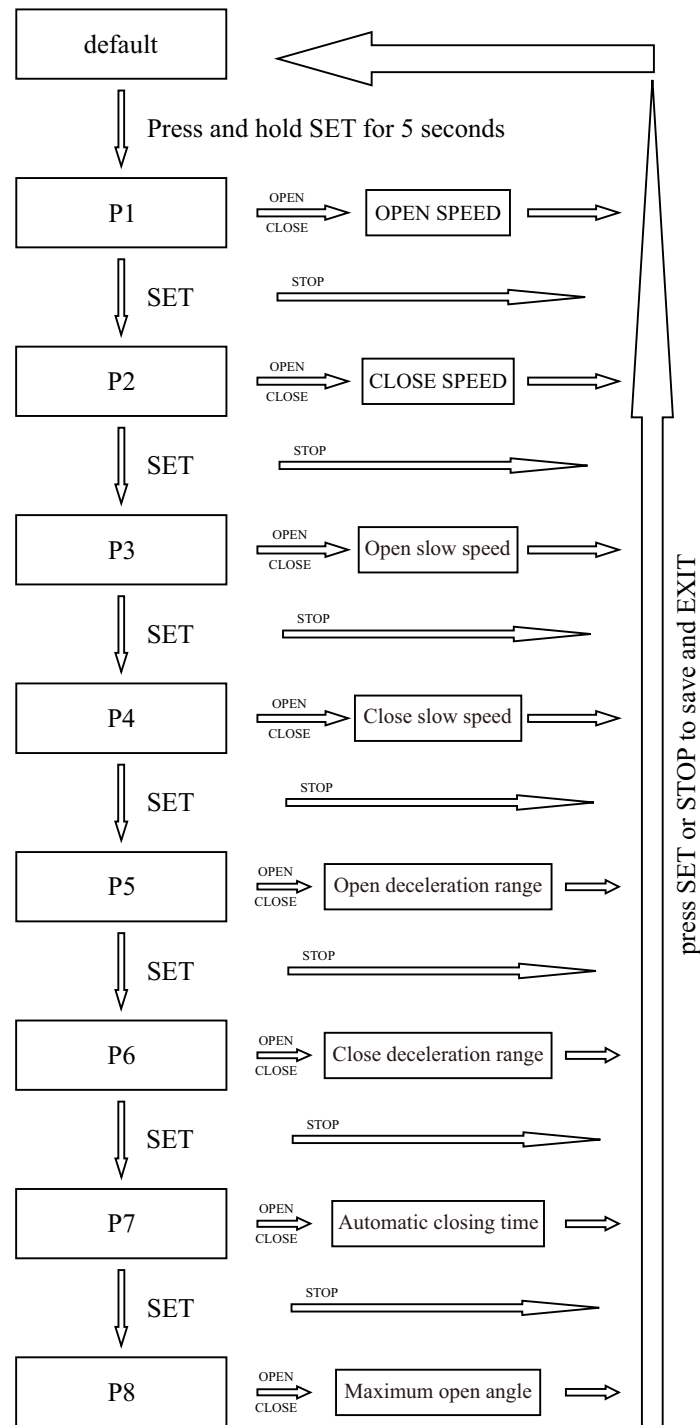 default
Press and hold SET for 5 seconds
P1
OPEN
CLOSE
OPEN SPEED
SET
STOP
P2
OPEN
CLOSE
CLOSE SPEED
SET
STOP
P3
OPEN
CLOSE
Open slow speed
SET
STOP
P4
OPEN
CLOSE
Close slow speed
SET
STOP
P5
OPEN
CLOSE
Open deceleration range
SET
STOP
P6
OPEN
CLOSE
Close deceleration range
SET
STOP
P7
OPEN
CLOSE
Automatic closing time
SET
STOP
P8
OPEN
CLOSE
Maximum open angle
press SET or STOP to save and EXIT